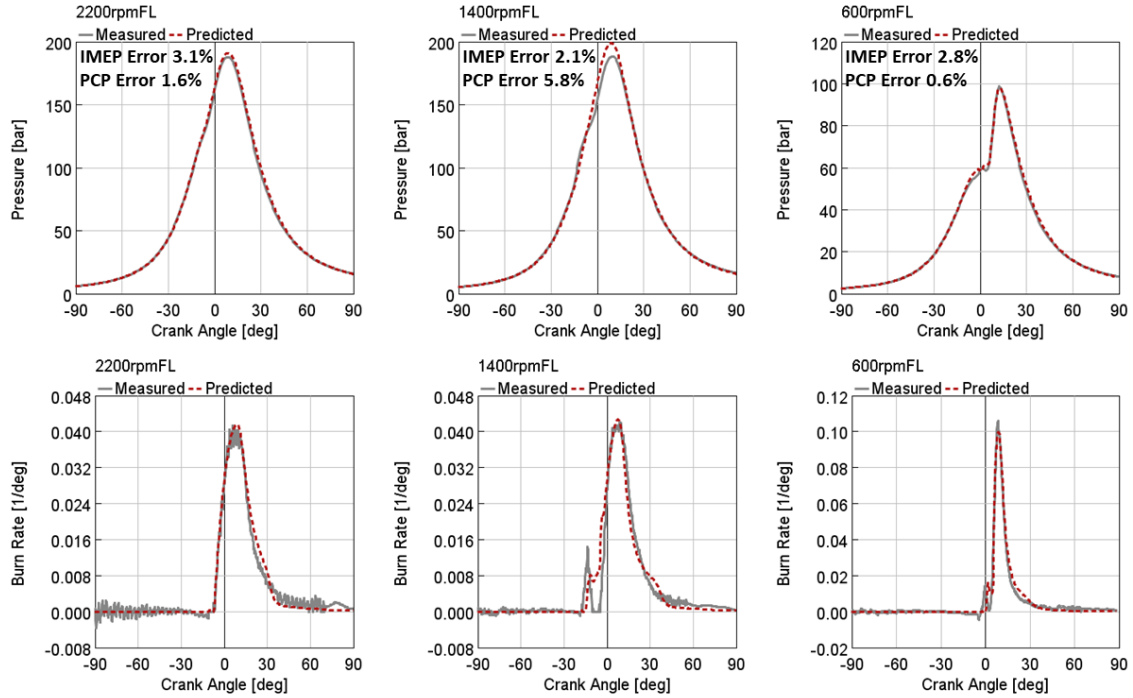 2200rpmFL
Measured Predicted
IMEP Error 3.1%
PCP Error 1.6%
200
150
100
50
0
Pressure [bar]
-90 -60 -30 0 30 60 90
Crank Angle [deg]
1400rpmFL
Measured Predicted
IMEP Error 2.1%
PCP Error 5.8%
200
150
100
50
0
Pressure [bar]
-90 -60 -30 0 30 60 90
Crank Angle [deg]
600rpmFL
Measured Predicted
IMEP Error 2.8%
PCP Error 0.6%
120
100
80
60
40
20
0
Pressure [bar]
-90 -60 -30 0 30 60 90
Crank Angle [deg]
2200rpmFL
Measured Predicted
0.048
0.040
0.032
0.024
0.016
0.008
0.000
-0.008
Burn Rate [1/deg]
-90 -60 -30 0 30 60 90
Crank Angle [deg]
1400rpmFL
Measured Predicted
0.048
0.040
0.032
0.024
0.016
0.008
0.000
-0.008
Burn Rate [1/deg]
-90 -60 -30 0 30 60 90
Crank Angle [deg]
600rpmFL
Measured Predicted
0.12
0.10
0.08
0.06
0.04
0.02
0.00
-0.02
Burn Rate [1/deg]
-90 -60 -30 0 30 60 90
Crank Angle [deg]